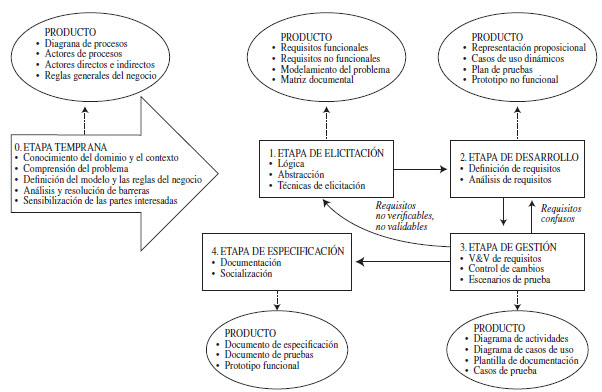 PRODUCTO
• Diagrana de procesos
• Actores de procesos
• Actores directos e indirectos
• Reglas generales del negocio
PRODUCTO
• Requisitos funcionales
• Requisitos no funcionales
• Modelamiento del problema
• Matriz documental
PRODUCTO
• Representación proposicional
• Casos de uso dinámicos
• Plan de pruebas
• Prototipo no funcional
0. ETAPA TEMPRANA
• Conocimiento del dominio y el contexto
• Comprensión del problema
• Definición del modelo y las reglas del negocio
• Análisis y resolución de barreras
• Sensibilización de las partes interesadas
1. ETAPA DE ELICITACIÓN
• Lógica
• Abstracción
• Técnicas de elicitación
2. ETAPA DE DESARROLLO
• Definición de requisitos
• Análisis de requisitos
Requisitos
no verificables,
no validables
Requisitos
confusos
4. ETAPA DE ESPECIFICACIÓN
• Documentación
• Socialización
3. ETAPA DE GESTIÓN
• V&V de requisitos
• Control de cambios
• Escenarios de prueba
PRODUCTO
• Documento de especificación
• Documento de pruebas
• Prototipo funcional
PRODUCTO
• Diagrama de actividades
• Diagrama de casos de uso
• Plantilla de documentación
• Casos de prueba